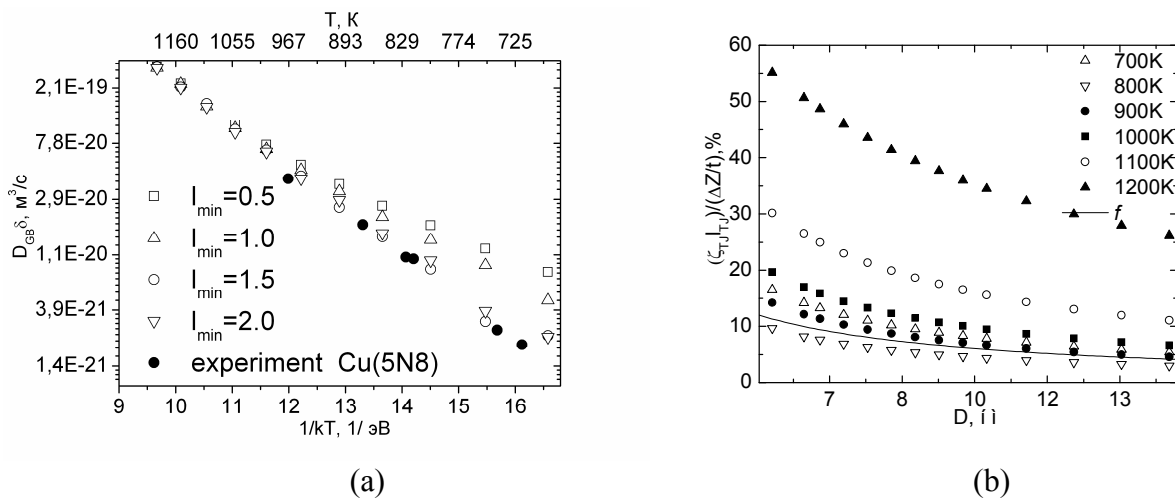 T, К
1160 1055 967 893 829 774 725
2,1E-19
7,8E-20
2,9E-20
1,1E-20
3,9E-21
1,4E-21
D_GBδ, м³/с
l_min=0.5
l_min=1.0
l_min=1.5
l_min=2.0
experiment Cu(5N8)
9 10 11 12 13 14 15 16
1/kT, 1/ эВ
(a)
60
50
40
30
20
10
0
(ζ_TJ l_TJ)/(ΔZ/t),%
700K
800K
900K
1000K
1100K
1200K
f
7 8 10 11 12 13
D, í ì
(b)